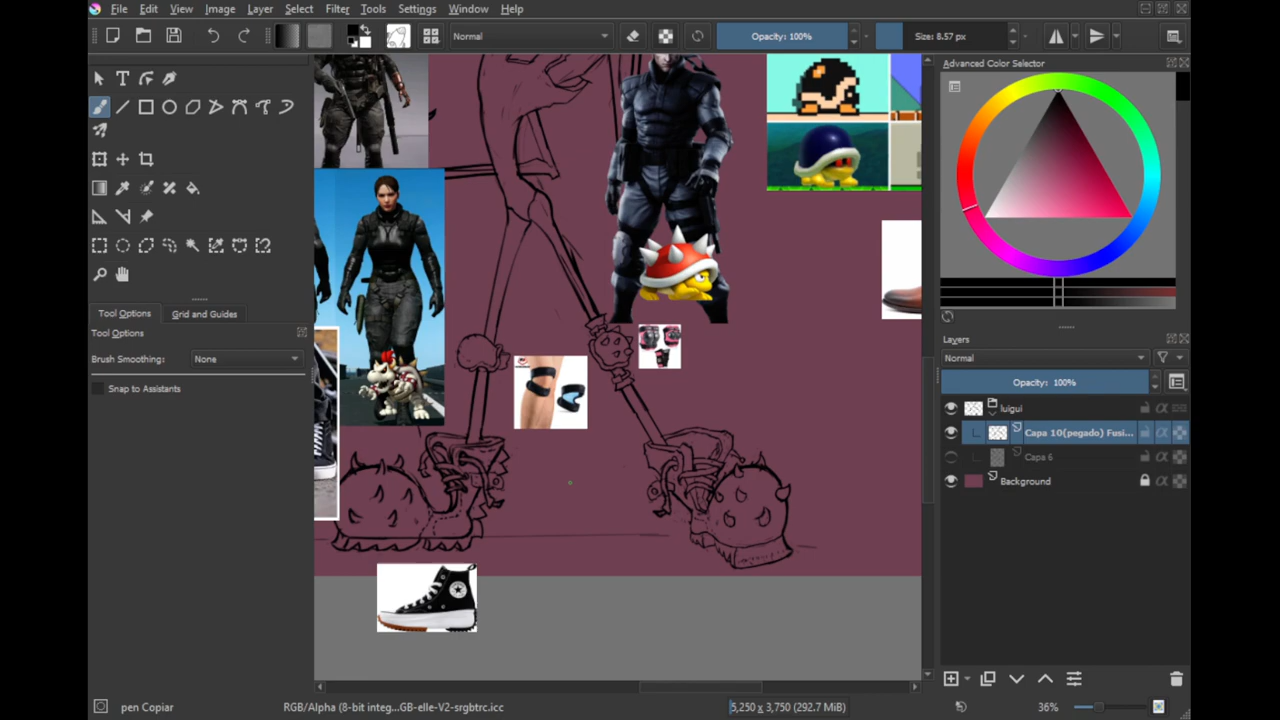 File Edit View Image Layer Select Filter Tools Settings Window Help
Normal
Opacity: 100%
Size: 8.57 px
Advanced Color Selector
Tool Options
Grid and Guides
Tool Options
Brush Smoothing:
None
Snap to Assistants
Layers
Normal
Opacity: 100%
luigui
Capa 10(pegado) Fusi...
Capa 6
Background
pen Copiar
RGB/Alpha (8-bit integ...GB-elle-V2-srgbtrc.icc
5,250 x 3,750 (292.7 MiB)
36%